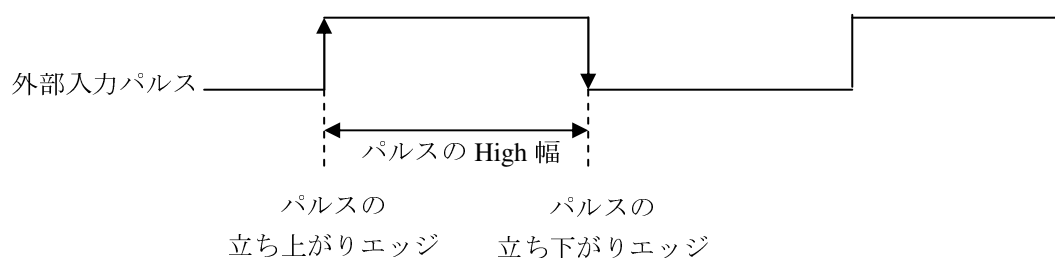 外部入力パルス
パルスの High 幅
パルスの
立ち上がりエッジ
パルスの
立ち下がりエッジ